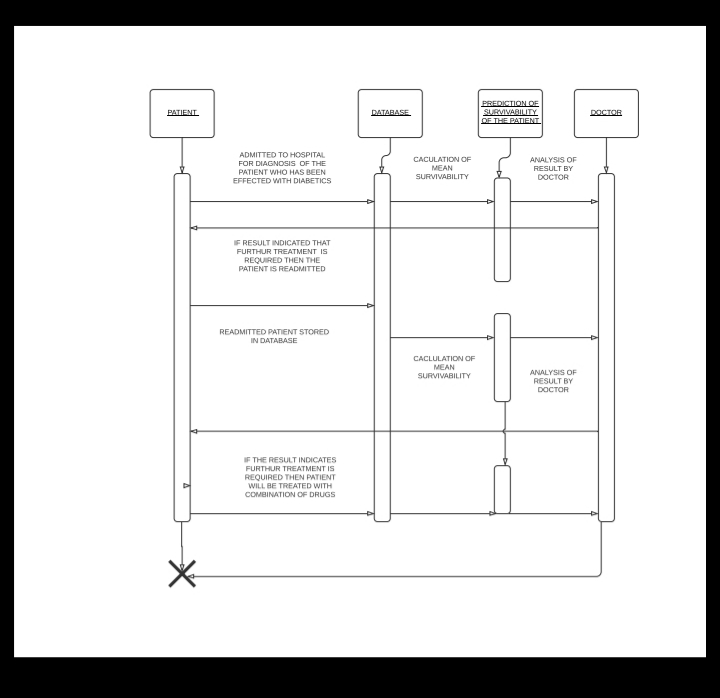 PATIENT
DATABASE
PREDICTION OF
SURVIVABILITY
OF THE PATIENT
DOCTOR
ADMITTED TO HOSPITAL
FOR DIAGNOSIS OF THE
PATIENT WHO HAS BEEN
EFFECTED WITH DIABETICS
CACULATION OF
MEAN
SURVIVABILITY
ANALYSIS OF
RESULT BY
DOCTOR
IF RESULT INDICATED THAT
FURTHUR TREATMENT IS
REQUIRED THEN THE
PATIENT IS READMITTED
READMITTED PATIENT STORED
IN DATABASE
CACLULATION OF
MEAN
SURVIVABILITY
ANALYSIS OF
RESULT BY
DOCTOR
IF THE RESULT INDICATES
FURTHUR TREATMENT IS
REQUIRED THEN PATIENT
WILL BE TREATED WITH
COMBINATION OF DRUGS